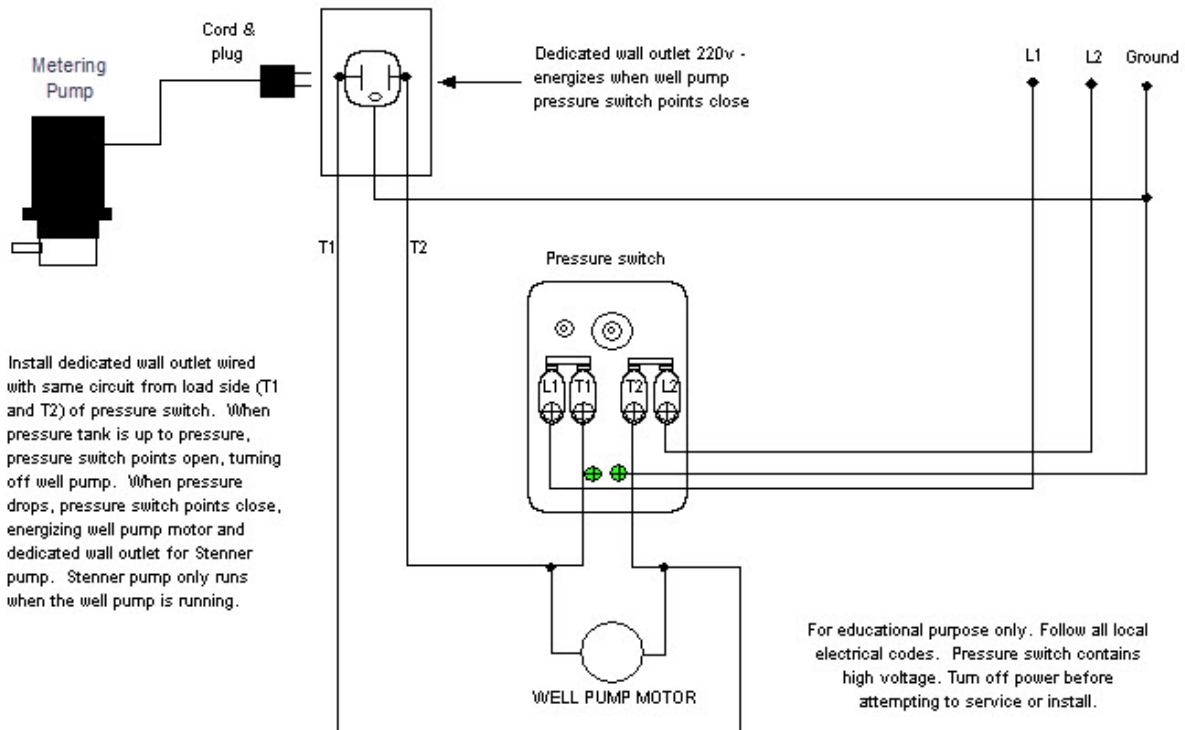 Cord &
plug
Metering
Pump
Dedicated wall outlet 220v -
energizes when well pump
pressure switch points close
L1 L2 Ground
T1 T2
Pressure switch
L1 T1 T2 L2
Install dedicated wall outlet wired
with same circuit from load side (T1
and T2) of pressure switch. When
pressure tank is up to pressure,
pressure switch points open, turning
off well pump. When pressure
drops, pressure switch points close,
energizing well pump motor and
dedicated wall outlet for Stenner
pump. Stenner pump only runs
when the well pump is running.
WELL PUMP MOTOR
For educational purpose only. Follow all local
electrical codes. Pressure switch contains
high voltage. Turn off power before
attempting to service or install.